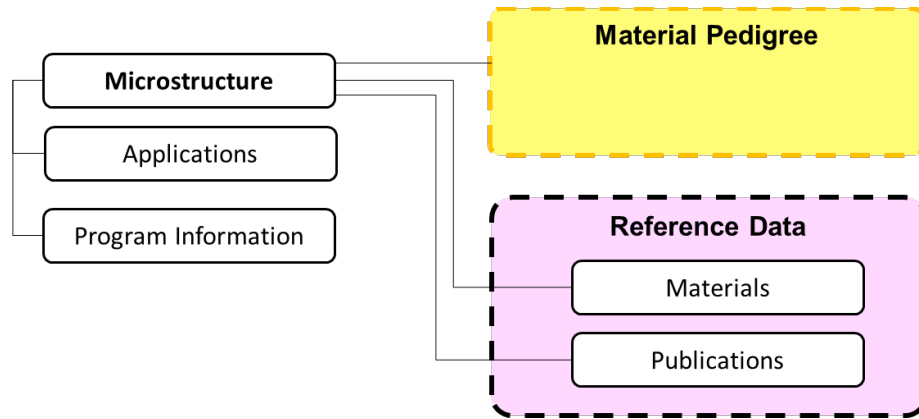 Microstructure
Applications
Program Information
Material Pedigree
Reference Data
Materials
Publications